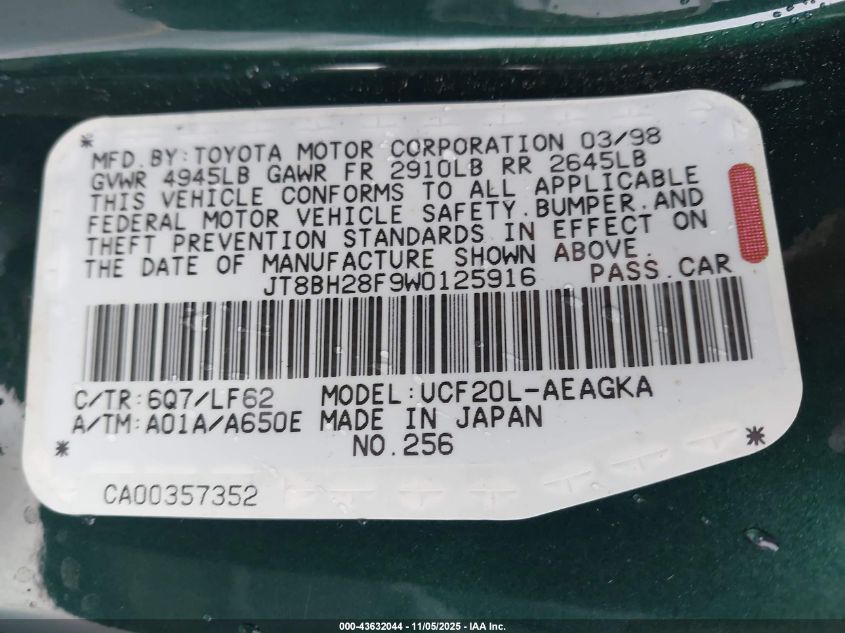 MFD.BY:TOYOTA MOTOR CORPORATION 03/98
GVWR 4945LB GAWR FR 2910LB RR 2645LB
THIS VEHICLE CONFORMS TO ALL APPLICABLE
FEDERAL MOTOR VEHICLE SAFETY.BUMPER.AND
THEFT PREVENTION STANDARDS IN EFFECT ON
THE DATE OF MANUFACTURE SHOWN ABOVE.
JT8BH28F9W0125916 PASS.CAR
C/TR:6Q7/LF62 MODEL:UCF20L-AEAGKA
A/TM:A01A/A650E MADE IN JAPAN
* NO.256 *
CA00357352
000-43632044 - 11/05/2025 - IAA Inc.